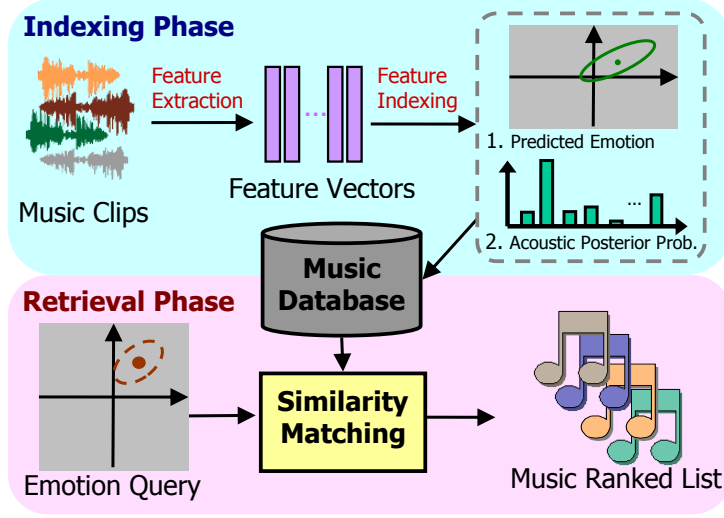 Indexing Phase
Feature
Extraction
Feature
Indexing
...
Music Clips
Feature Vectors
1. Predicted Emotion
...
2. Acoustic Posterior Prob.
Music
Database
Retrieval Phase
Similarity
Matching
Emotion Query
Music Ranked List